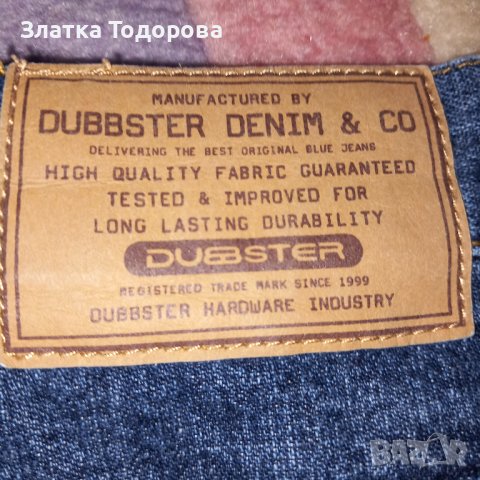 Златка Тодорова
MANUFACTURED BY
DUBBSTER DENIM & CO
DELIVERING THE BEST ORIGINAL BLUE JEANS
HIGH QUALITY FABRIC GUARANTEED
TESTED & IMPROVED FOR
LONG LASTING DURABILITY
DUBBSTER
REGISTERED TRADE MARK SINCE 1999
DUBBSTER HARDWARE INDUSTRY
BAZAR